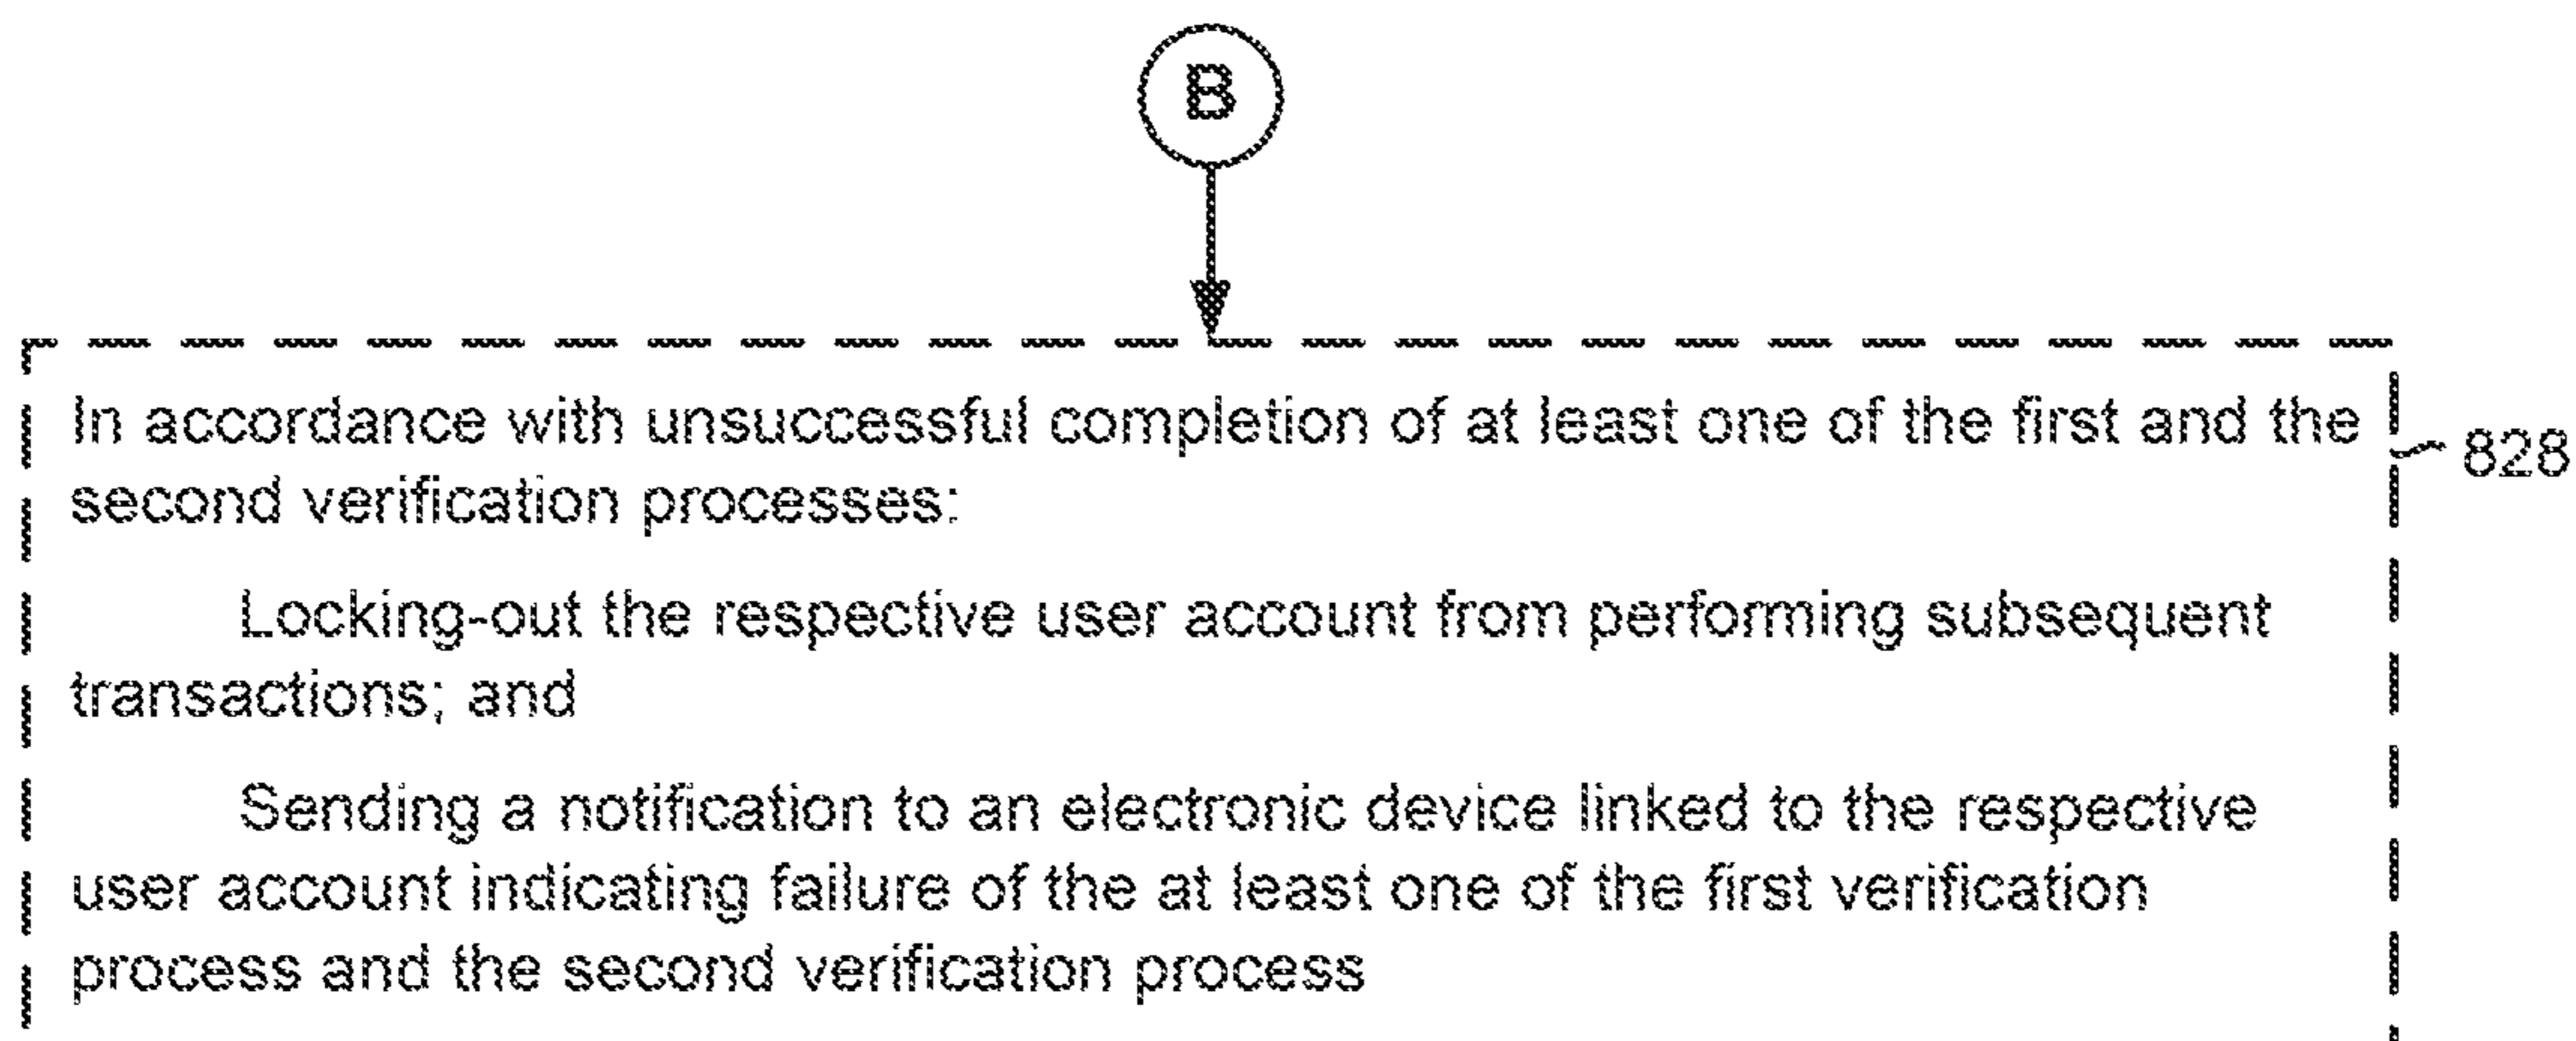 B
In accordance with unsuccessful completion of at least one of the first and the
828
second verification processes:
Locking-out the respective user account from performing subsequent
transactions; and
Sending a notification to an electronic device linked to the respective
user account indicating failure of the at least one of the first verification
process and the second verification process